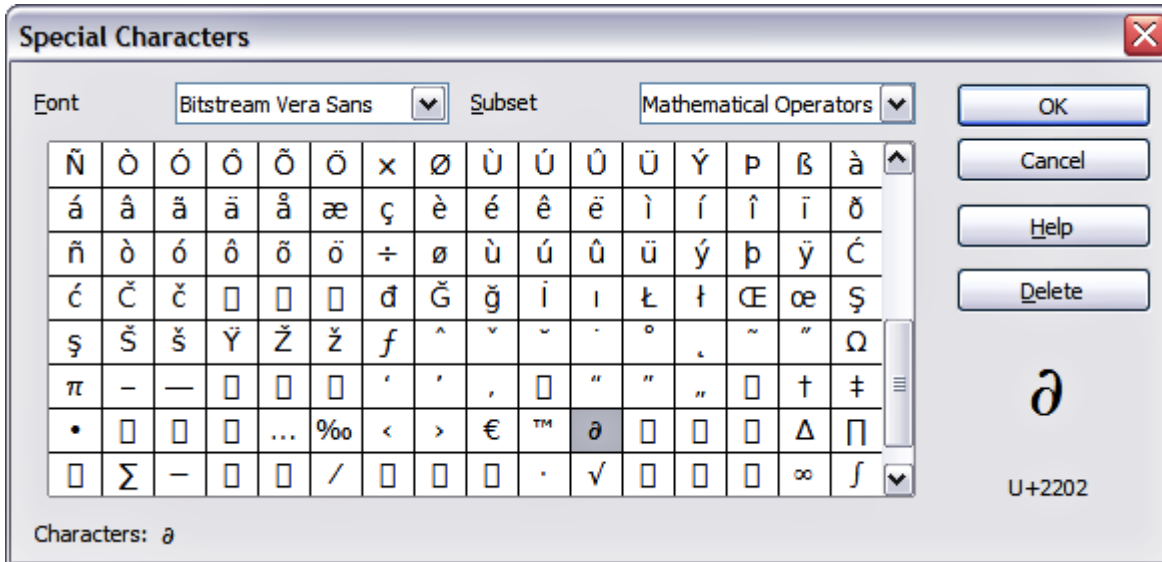 Special Characters
Font Bitstream Vera Sans Subset Mathematical Operators OK
Cancel
Help
Delete
Ñ Ò Ó Ô Õ Ö × Ø Ù Ú Û Ü Ý Þ ß à
á â ã ä å æ ç è é ê ë ì í î ï ð
ñ ò ó ô õ ö ÷ ø ù ú û ü ý þ ÿ Ć
ć Č č đ Ğ ğ İ ı Ł ł Œ œ Ş
ş Š š Ÿ Ž ž ƒ ˆ ˇ ˘ ˙ ˚ ˛ ˜ ˝ Ω
π – — ‘ ’ ‚ “ ” „ † ‡
• … ‰ ‹ › € ™ ∂ ∆ ∏
∑ − ∕ ∙ √ ∞ ∫
∂
U+2202
Characters: ∂